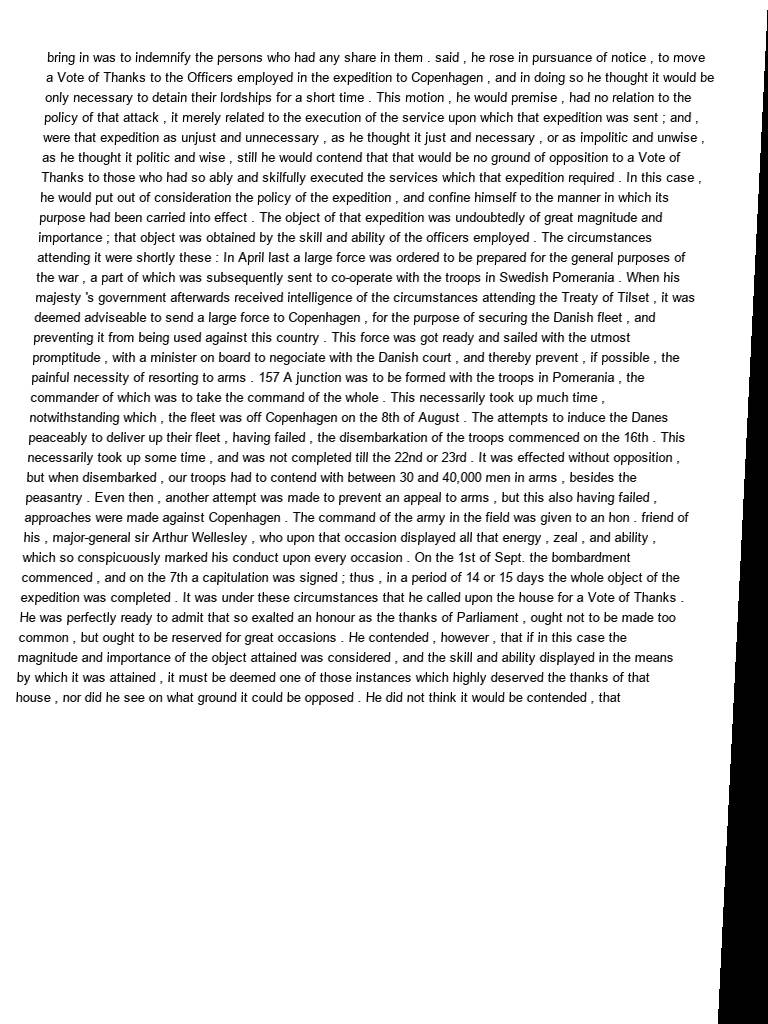 bring in was to indemnify the persons who had any share in them . said , he rose in pursuance of notice , to move
a Vote of Thanks to the Officers employed in the expedition to Copenhagen , and in doing so he thought it would be
only necessary to detain their lordships for a short time . This motion , he would premise , had no relation to the
policy of that attack , it merely related to the execution of the service upon which that expedition was sent ; and ,
were that expedition as unjust and unnecessary , as he thought it just and necessary , or as impolitic and unwise ,
as he thought it politic and wise , still he would contend that that would be no ground of opposition to a Vote of
Thanks to those who had so ably and skilfully executed the services which that expedition required . In this case ,
he would put out of consideration the policy of the expedition , and confine himself to the manner in which its
purpose had been carried into effect . The object of that expedition was undoubtedly of great magnitude and
importance ; that object was obtained by the skill and ability of the officers employed . The circumstances
attending it were shortly these : In April last a large force was ordered to be prepared for the general purposes of
the war , a part of which was subsequently sent to co-operate with the troops in Swedish Pomerania . When his
majesty 's government afterwards received intelligence of the circumstances attending the Treaty of Tilset , it was
deemed adviseable to send a large force to Copenhagen , for the purpose of securing the Danish fleet , and
preventing it from being used against this country . This force was got ready and sailed with the utmost
promptitude , with a minister on board to negociate with the Danish court , and thereby prevent , if possible , the
painful necessity of resorting to arms . 157 A junction was to be formed with the troops in Pomerania , the
commander of which was to take the command of the whole . This necessarily took up much time ,
notwithstanding which , the fleet was off Copenhagen on the 8th of August . The attempts to induce the Danes
peaceably to deliver up their fleet , having failed , the disembarkation of the troops commenced on the 16th . This
necessarily took up some time , and was not completed till the 22nd or 23rd . It was effected without opposition ,
but when disembarked , our troops had to contend with between 30 and 40,000 men in arms , besides the
peasantry . Even then , another attempt was made to prevent an appeal to arms , but this also having failed ,
approaches were made against Copenhagen . The command of the army in the field was given to an hon . friend of
his , major-general sir Arthur Wellesley , who upon that occasion displayed all that energy , zeal , and ability ,
which so conspicuously marked his conduct upon every occasion . On the 1st of Sept. the bombardment
commenced , and on the 7th a capitulation was signed ; thus , in a period of 14 or 15 days the whole object of the
expedition was completed . It was under these circumstances that he called upon the house for a Vote of Thanks .
He was perfectly ready to admit that so exalted an honour as the thanks of Parliament , ought not to be made too
common , but ought to be reserved for great occasions . He contended , however , that if in this case the
magnitude and importance of the object attained was considered , and the skill and ability displayed in the means
by which it was attained , it must be deemed one of those instances which highly deserved the thanks of that
house , nor did he see on what ground it could be opposed . He did not think it would be contended , that